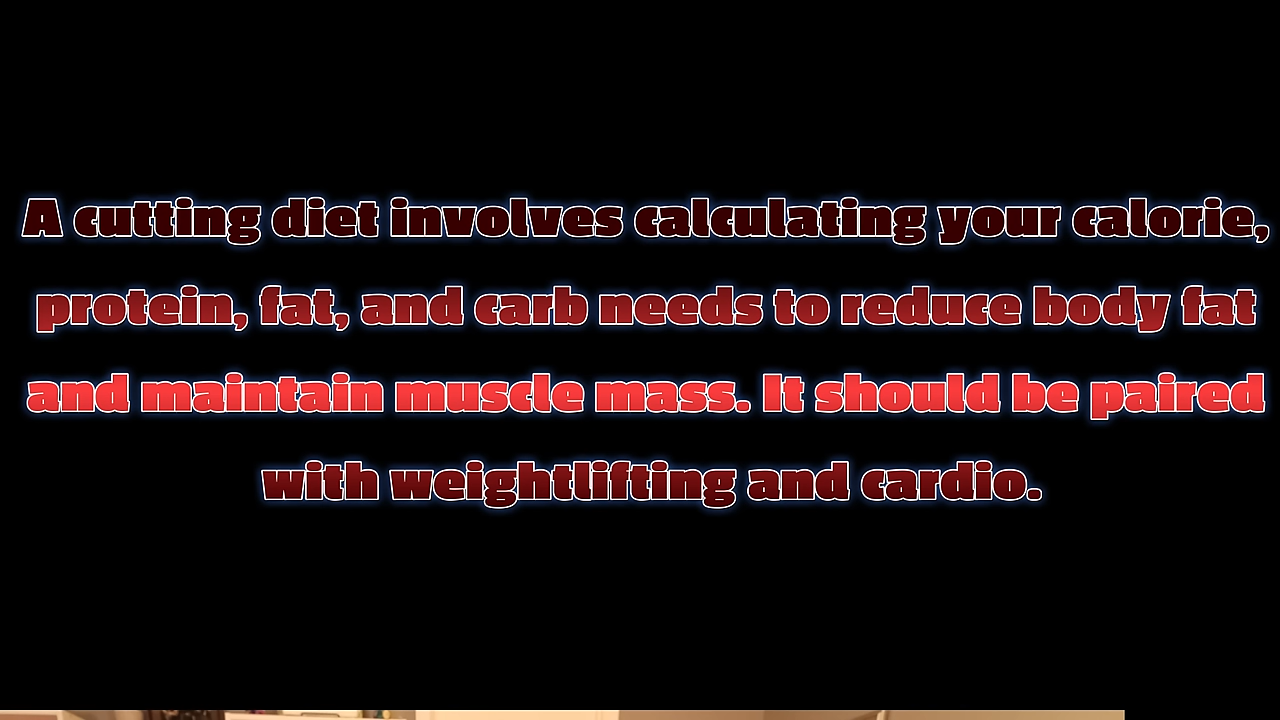 A cutting diet involves calculating your calorie,
protein, fat, and carb needs to reduce body fat
and maintain muscle mass. It should be paired
with weightlifting and cardio.